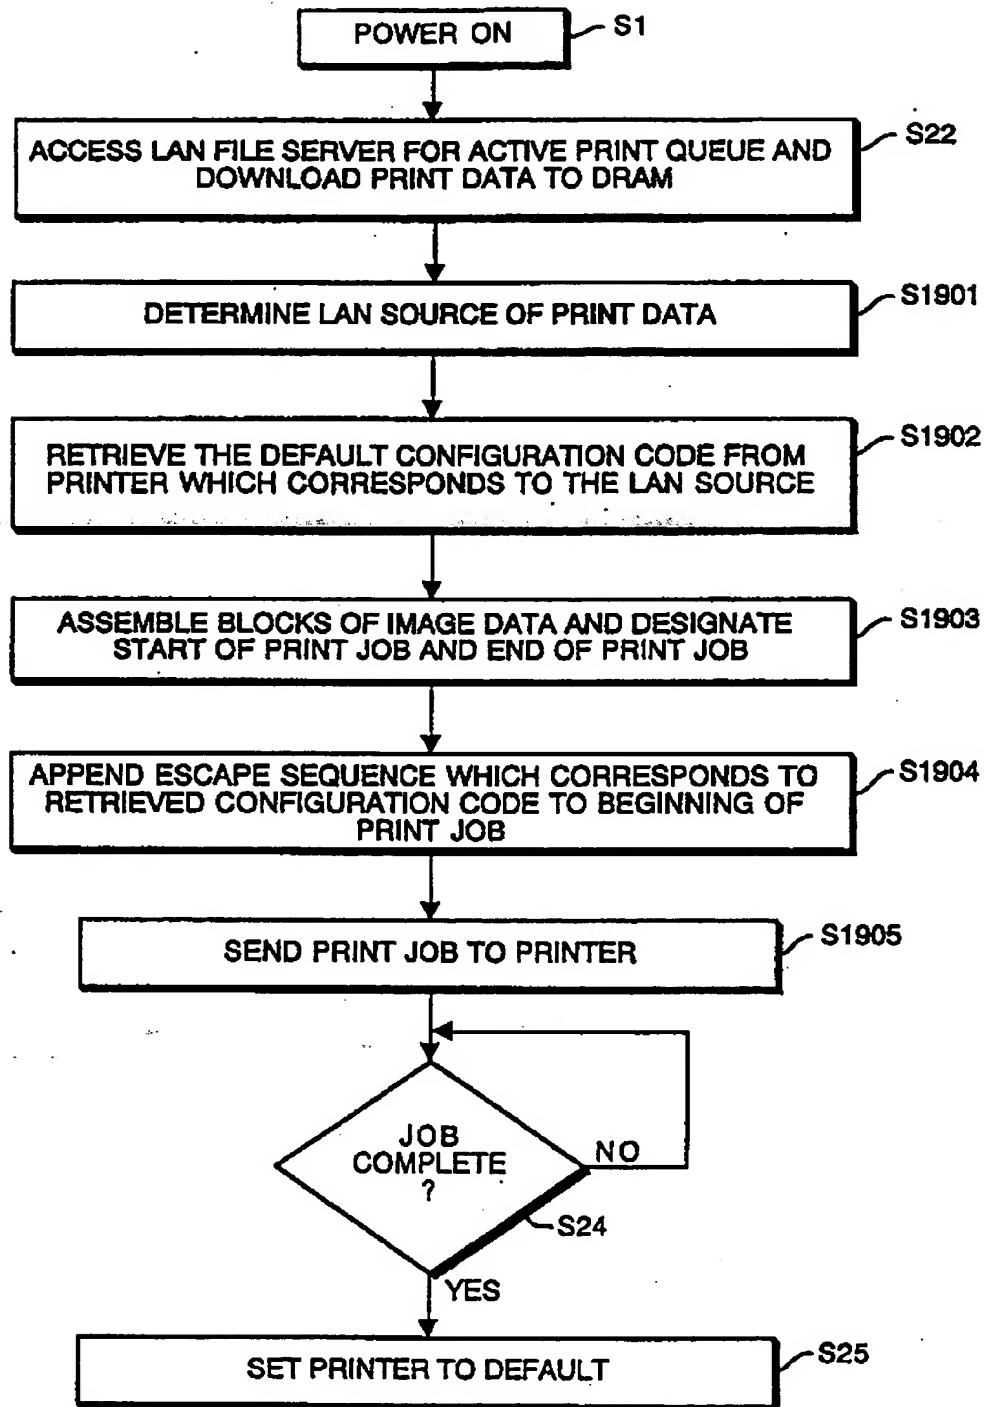 POWER ON
S1
ACCESS LAN FILE SERVER FOR ACTIVE PRINT QUEUE AND
DOWNLOAD PRINT DATA TO DRAM
S22
DETERMINE LAN SOURCE OF PRINT DATA
S1901
RETRIEVE THE DEFAULT CONFIGURATION CODE FROM
PRINTER WHICH CORRESPONDS TO THE LAN SOURCE
S1902
ASSEMBLE BLOCKS OF IMAGE DATA AND DESIGNATE
START OF PRINT JOB AND END OF PRINT JOB
S1903
APPEND ESCAPE SEQUENCE WHICH CORRESPONDS TO
RETRIEVED CONFIGURATION CODE TO BEGINNING OF
PRINT JOB
S1904
SEND PRINT JOB TO PRINTER
S1905
JOB
COMPLETE
?
NO
S24
YES
SET PRINTER TO DEFAULT
S25